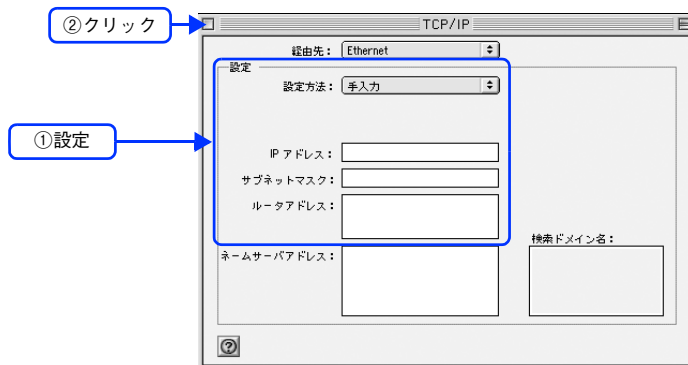 ②クリック
TCP/IP
経由先: Ethernet
設定
設定方法: 手入力
①設定
IP アドレス:
サブネットマスク:
ルータアドレス:
検索ドメイン名:
ネームサーバアドレス:
?